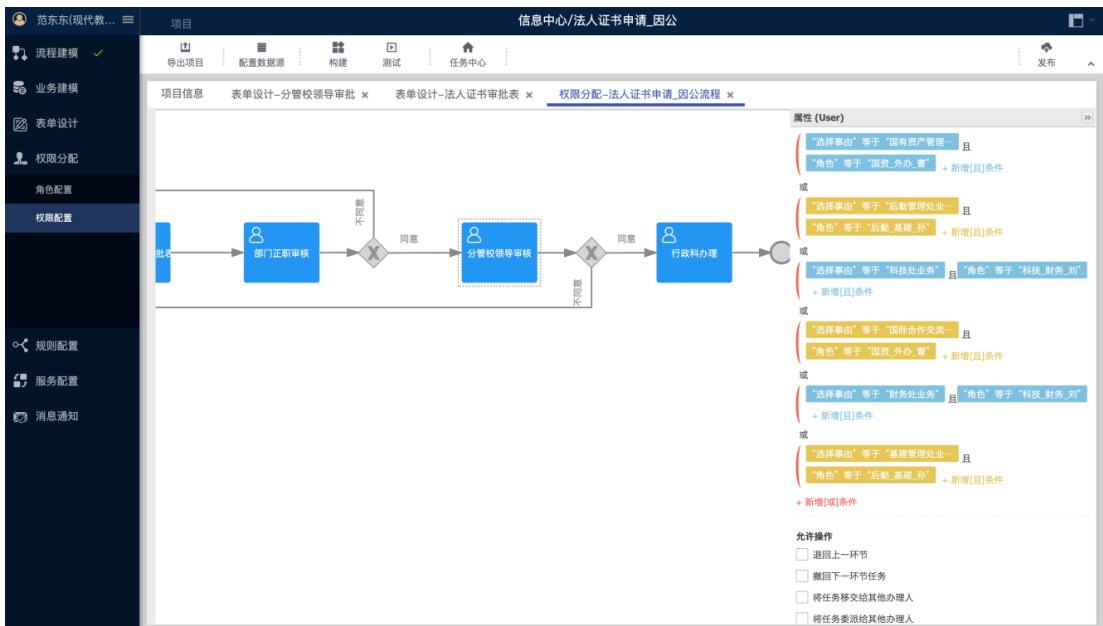 范东东(现代教...
项目
信息中心/法人证书申请_因公
流程建模
业务建模
表单设计
权限分配
角色配置
权限配置
规则配置
服务配置
消息通知
导出项目
配置数据源
构建
测试
任务中心
发布
项目信息
表单设计-分管校领导审批 ×
表单设计-法人证书审批表 ×
权限分配-法人证书申请_因公流程 ×
批表
部门正职审核
不同意
同意
分管校领导审核
不同意
同意
行政科办理
属性 (User)
"选择事由" 等于 "国有资产管理… 且
"角色" 等于 "国资_外办_曹" + 新增[且]条件
或
"选择事由" 等于 "后勤管理处业… 且
"角色" 等于 "后勤_基建_孙" + 新增[且]条件
或
"选择事由" 等于 "科技处业务" 且 "角色" 等于 "科技_财务_刘"
+ 新增[且]条件
或
"选择事由" 等于 "国际合作交流… 且
"角色" 等于 "国资_外办_曹" + 新增[且]条件
或
"选择事由" 等于 "财务处业务" 且 "角色" 等于 "科技_财务_刘"
+ 新增[且]条件
或
"选择事由" 等于 "基建管理处业… 且
"角色" 等于 "后勤_基建_孙" + 新增[且]条件
+ 新增[或]条件
允许操作
退回上一环节
撤回下一环节任务
将任务移交给其他办理人
将任务委派给其他办理人